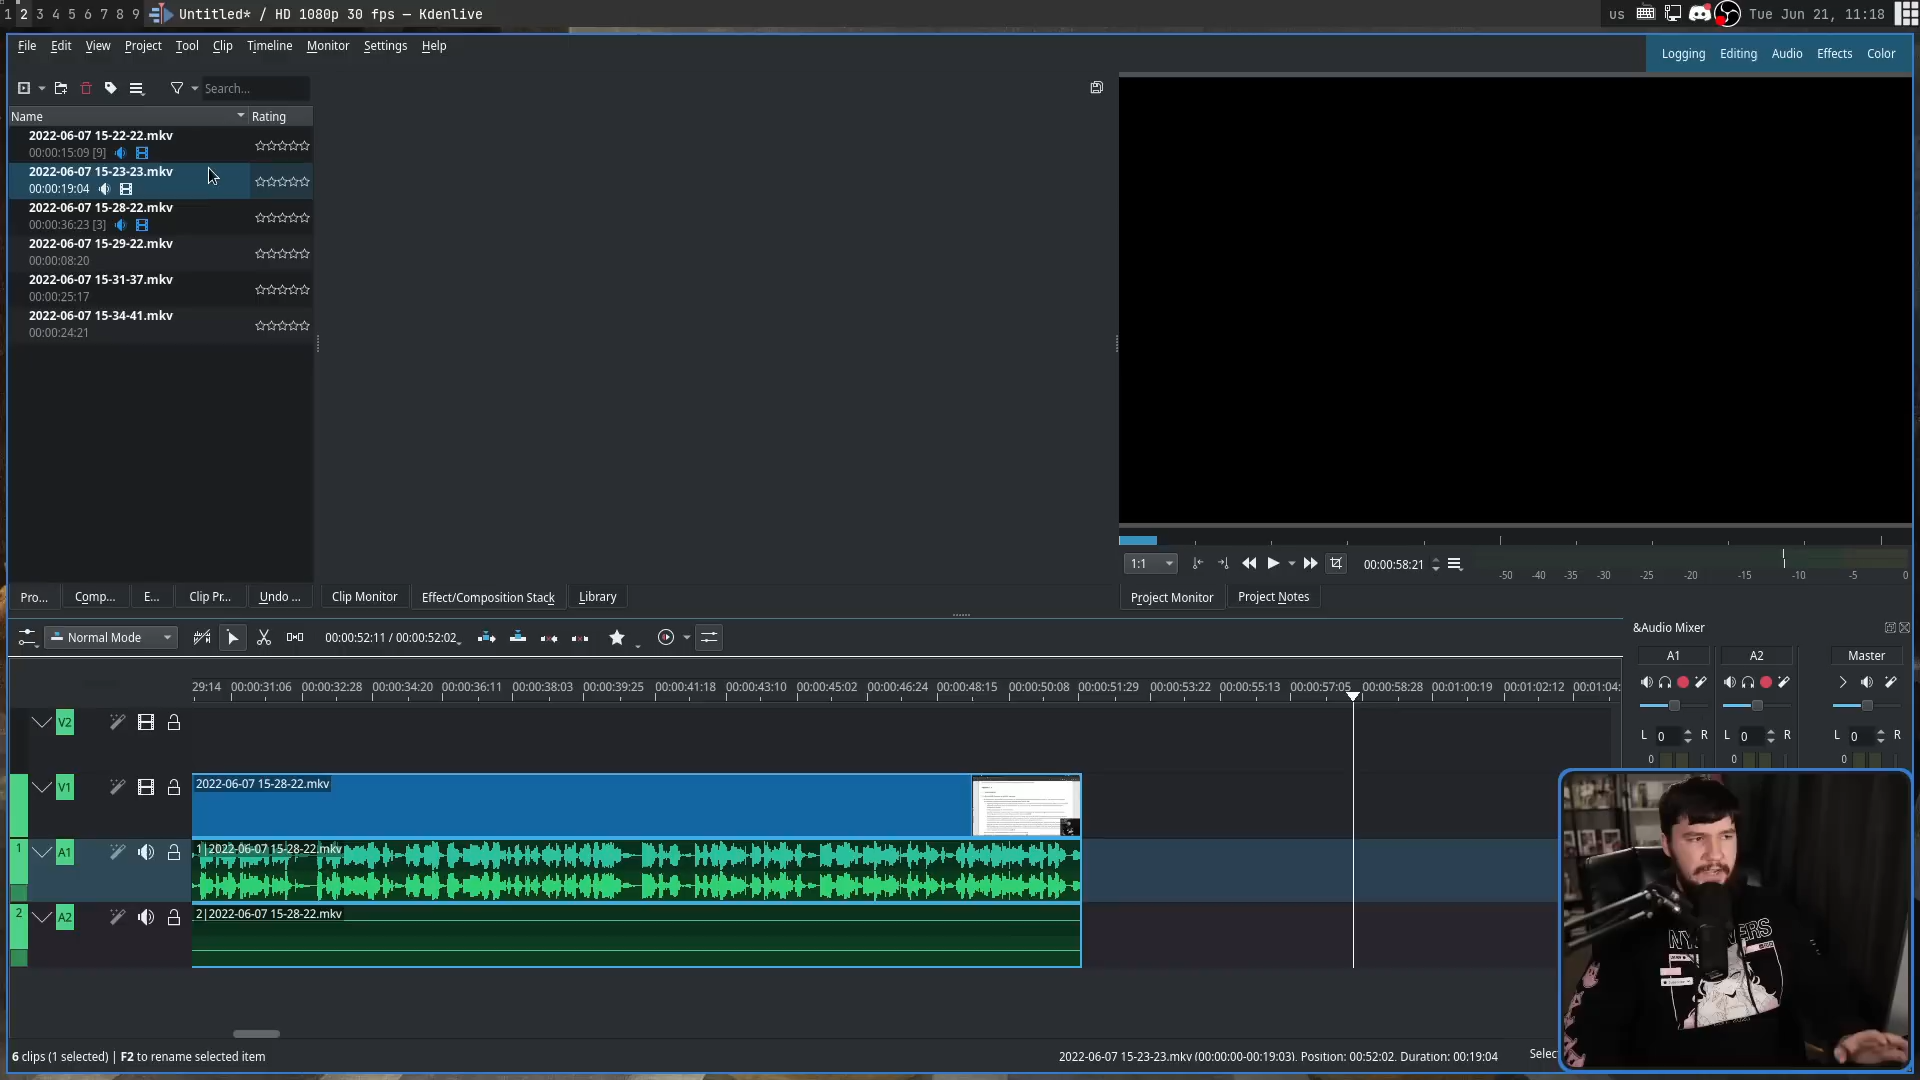 1 2 3 4 5 6 7 8 9 Untitled* / HD 1080p 30 fps — Kdenlive
us Tue Jun 21, 11:18
File Edit View Project Tool Clip Timeline Monitor Settings Help
Logging Editing Audio Effects Color
Search...
Name Rating
2022-06-07 15-22-22.mkv
00:00:15:09 [9]
2022-06-07 15-23-23.mkv
00:00:19:04
2022-06-07 15-28-22.mkv
00:00:36:23 [3]
2022-06-07 15-29-22.mkv
00:00:08:20
2022-06-07 15-31-37.mkv
00:00:25:17
2022-06-07 15-34-41.mkv
00:00:24:21
1:1 00:00:58:21
-50 -40 -35 -30 -25 -20 -15 -10 -5 0
Pro... Comp... E... Clip Pr... Undo ... Clip Monitor Effect/Composition Stack Library
Project Monitor Project Notes
Normal Mode 00:00:52:11 / 00:00:52:02
&Audio Mixer
A1 A2 Master
29:14 00:00:31:06 00:00:32:28 00:00:34:20 00:00:36:11 00:00:38:03 00:00:39:25 00:00:41:18 00:00:43:10 00:00:45:02 00:00:46:24 00:00:48:15 00:00:50:08 00:00:51:29 00:00:53:22 00:00:55:13 00:00:57:05 00:00:58:28 00:01:00:19 00:01:02:12 00:01:04:
L 0 R L 0 R L 0 R
0 0 0
V2
V1 2022-06-07 15-28-22.mkv
1 A1 1|2022-06-07 15-28-22.mkv
2 A2 2|2022-06-07 15-28-22.mkv
6 clips (1 selected) | F2 to rename selected item
2022-06-07 15-23-23.mkv (00:00:00:00-00:19:03). Position: 00:52:02. Duration: 00:19:04
Selec